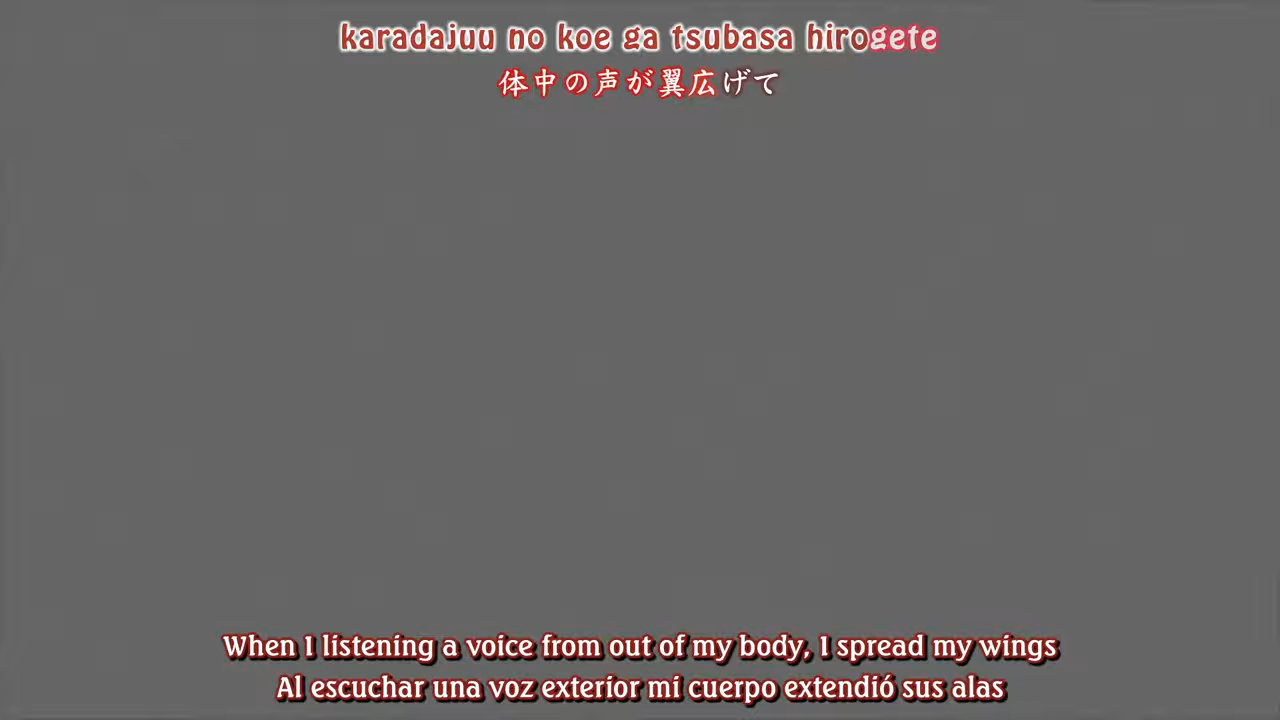 karadajuu no koe ga tsubasa hirogete
体中の声が翼広げて
When I listening a voice from out of my body, I spread my wings
Al escuchar una voz exterior mi cuerpo extendió sus alas